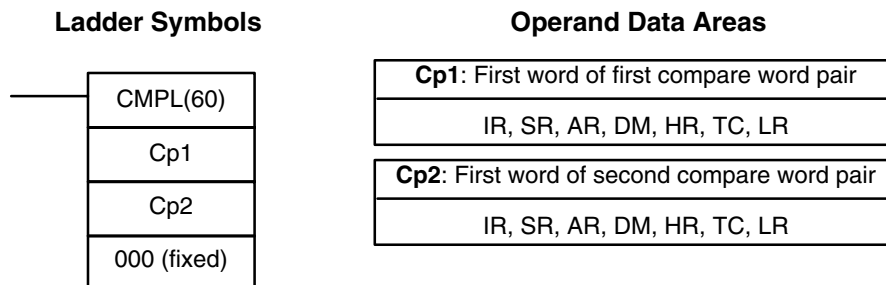 Ladder Symbols
CMPL(60)
Cp1
Cp2
000 (fixed)
Operand Data Areas
Cp1: First word of first compare word pair
IR, SR, AR, DM, HR, TC, LR
Cp2: First word of second compare word pair
IR, SR, AR, DM, HR, TC, LR